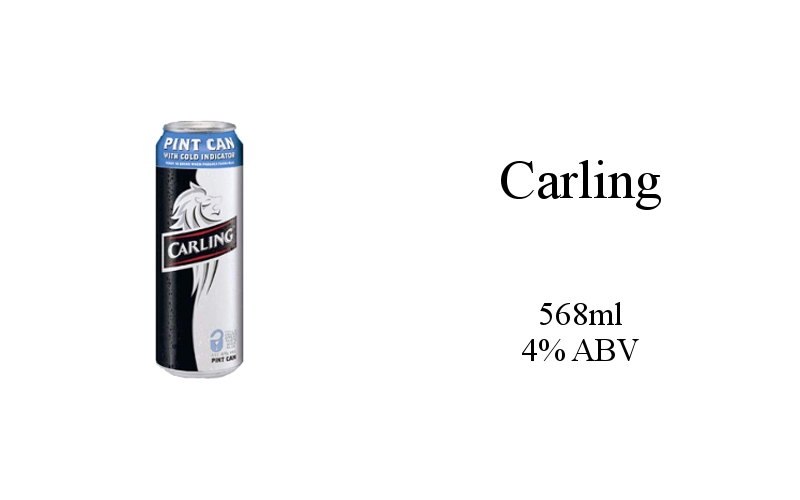 PINT CAN
WITH COLD INDICATOR
CARLING
PINT CAN
Carling
568ml
4% ABV